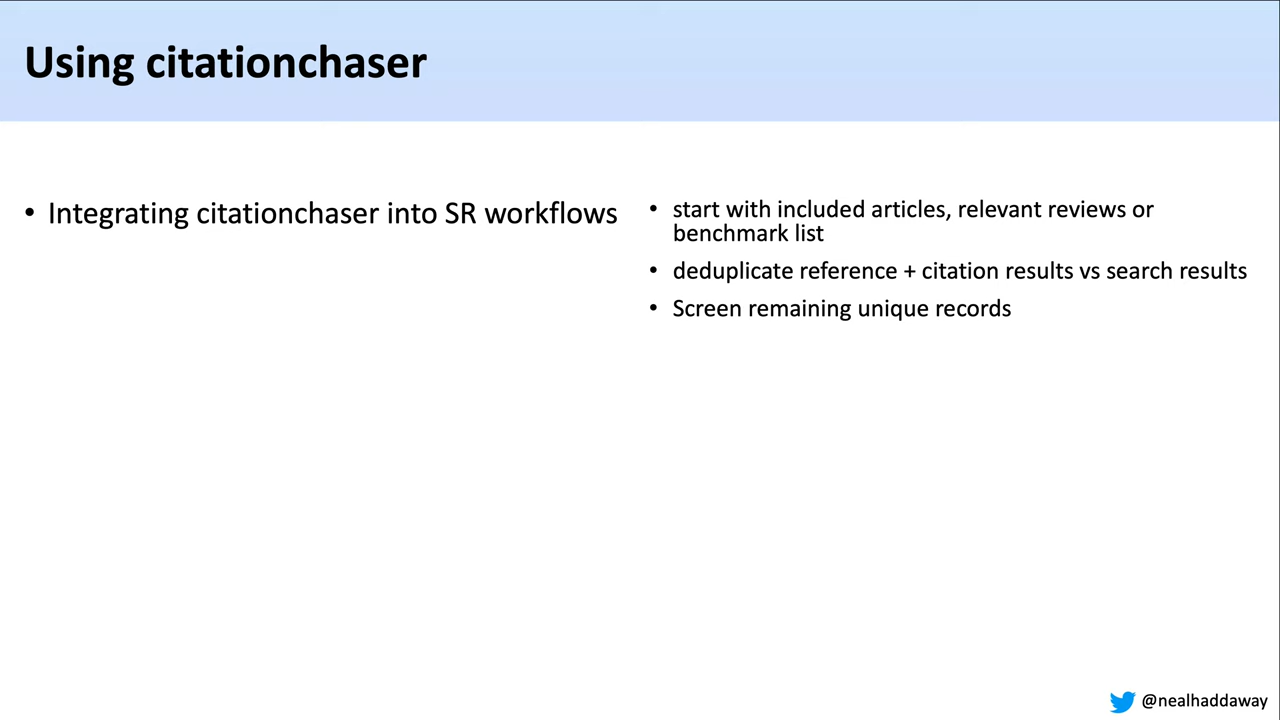 Using citationchaser
• Integrating citationchaser into SR workflows
• start with included articles, relevant reviews or
benchmark list
• deduplicate reference + citation results vs search results
• Screen remaining unique records
@nealhaddaway